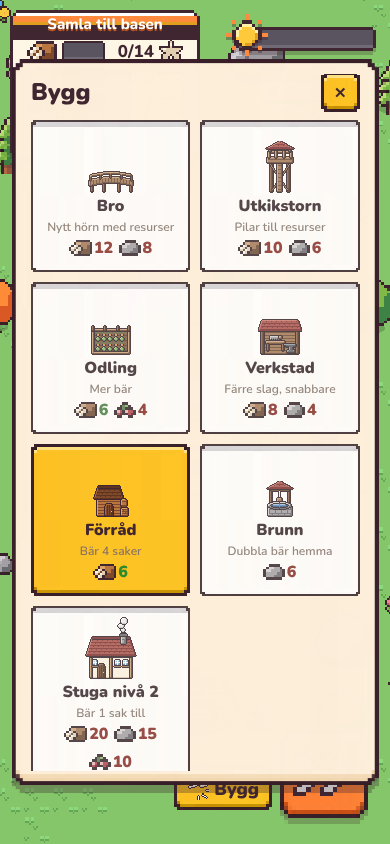 Samla till basen
0/14
Bygg
×
Bro
Nytt hörn med resurser
12 8
Utkikstorn
Pilar till resurser
10 6
Odling
Mer bär
6 4
Verkstad
Färre slag, snabbare
8 4
Förråd
Bär 4 saker
6
Brunn
Dubbla bär hemma
6
Stuga nivå 2
Bär 1 sak till
20 15
10
Bygg